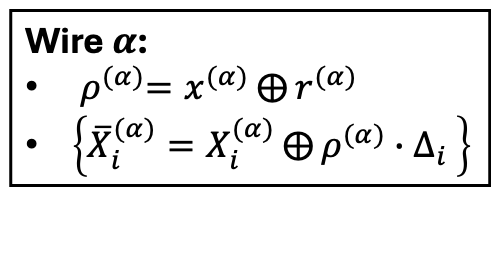 Wire α:
• ρ^(α) = x^(α) ⊕ r^(α)
• {X̄_i^(α) = X_i^(α) ⊕ ρ^(α) · Δ_i}